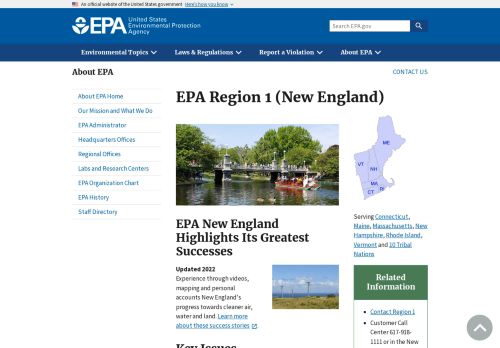 An official website of the United States government Here's how you know
EPA United States
Environmental Protection
Agency
Search EPA.gov
Environmental Topics
Laws & Regulations
Report a Violation
About EPA
About EPA
CONTACT US
About EPA Home
Our Mission and What We Do
EPA Administrator
Headquarters Offices
Regional Offices
Labs and Research Centers
EPA Organization Chart
EPA History
Staff Directory
EPA Region 1 (New England)
ME
VT
NH
MA
CT RI
Serving Connecticut,
Maine, Massachusetts, New
Hampshire, Rhode Island,
Vermont and 10 Tribal
Nations
EPA New England
Highlights Its Greatest
Successes
Updated 2022
Experience through videos,
mapping and personal
accounts New England's
progress towards cleaner air,
water and land. Learn more
about these success stories
Key Issues
Related
Information
Contact Region 1
Customer Call
Center 617-918-
1111 or in the New